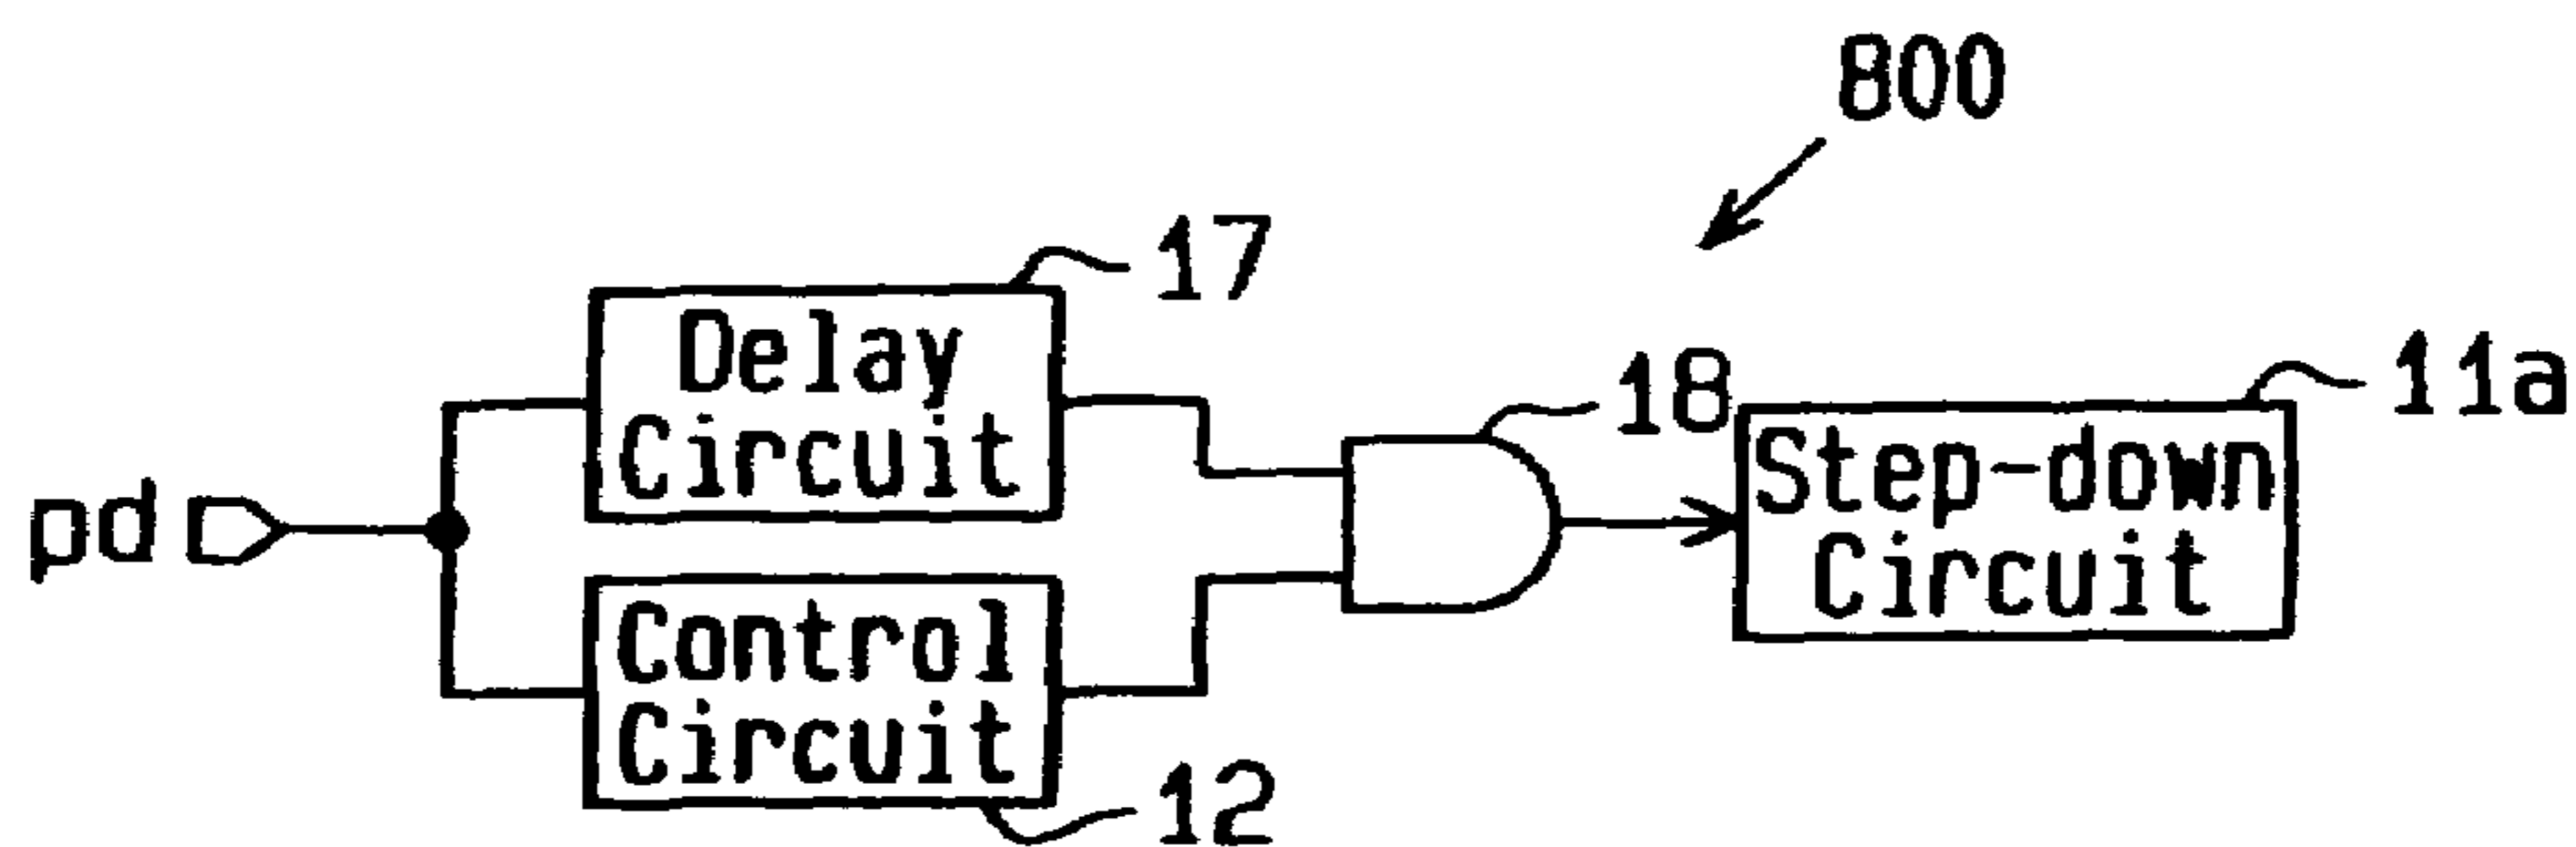 800
17
Delay
Circuit
18
11a
Step-down
Circuit
pd
Control
Circuit
12